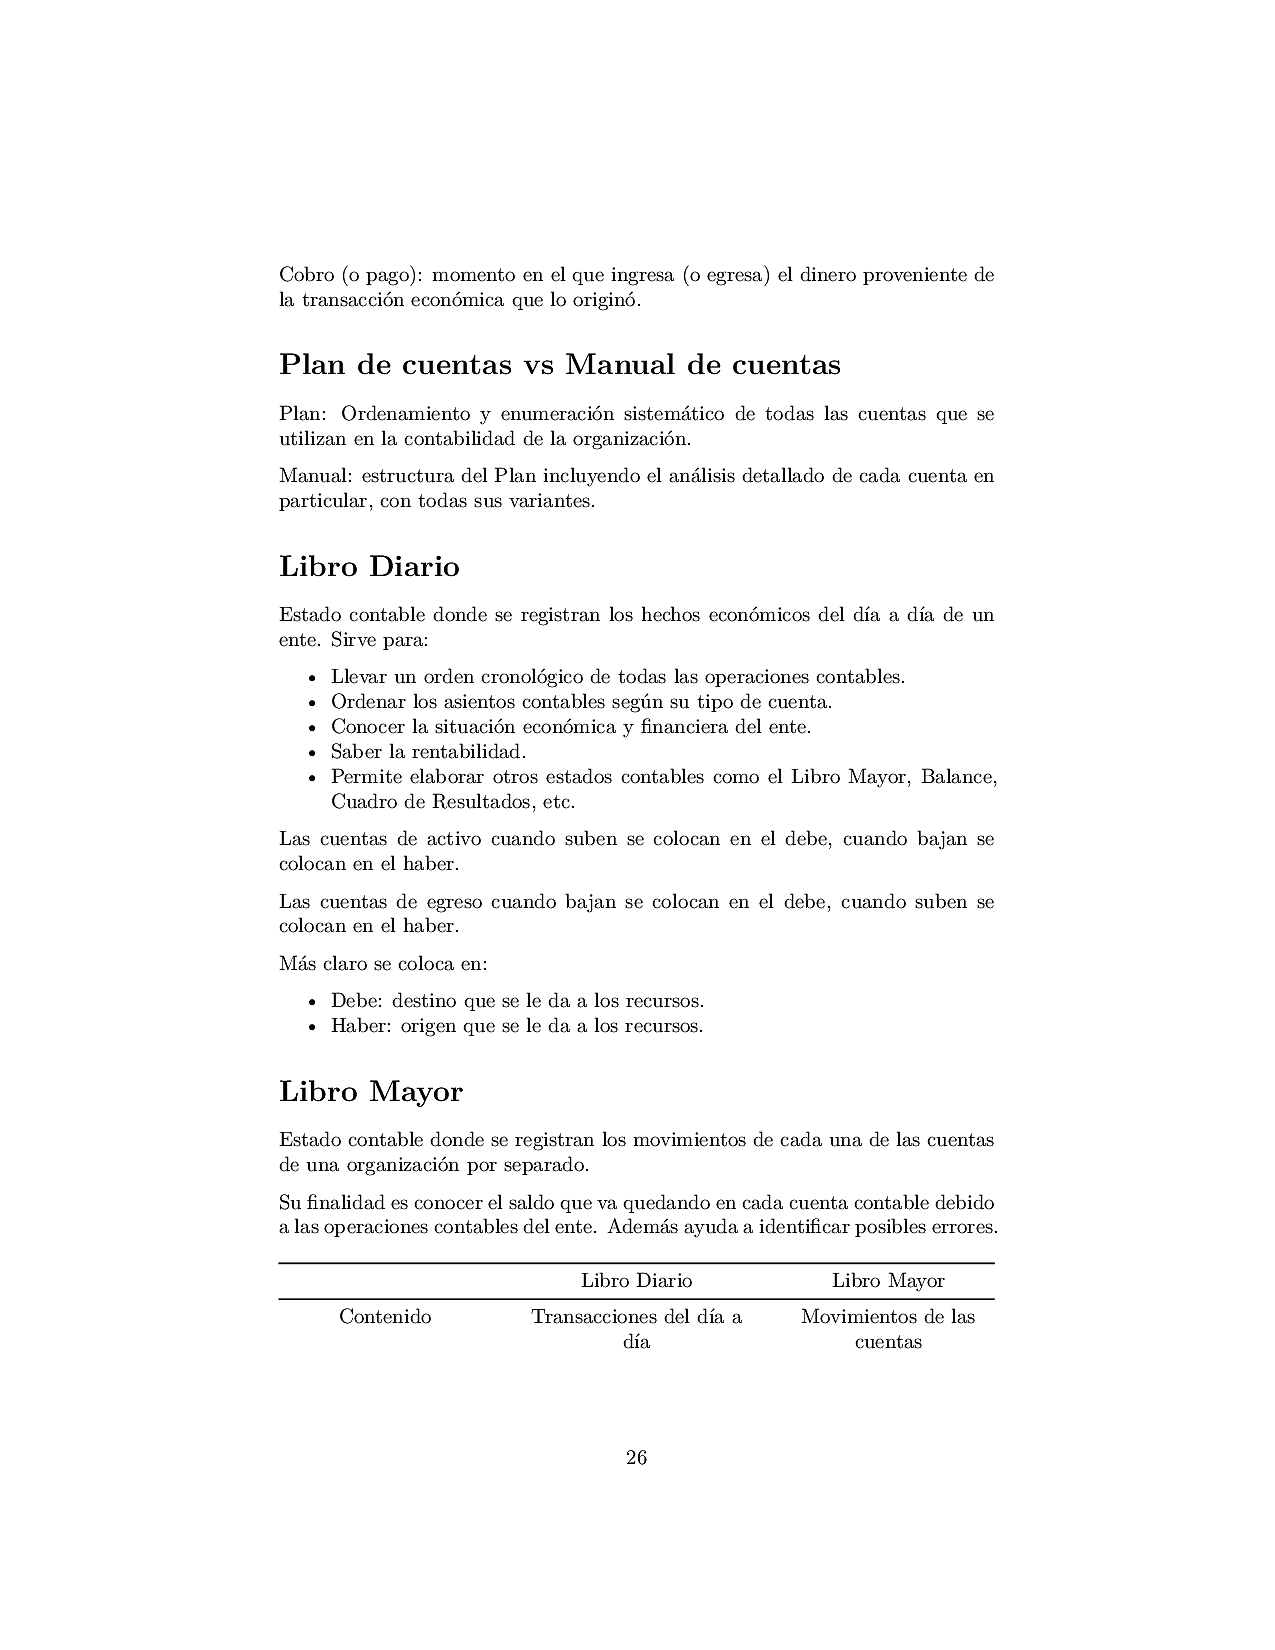 Cobro (o pago): momento en el que ingresa (o egresa) el dinero proveniente de
la transacción económica que lo originó.
Plan de cuentas vs Manual de cuentas
Plan: Ordenamiento y enumeración sistemático de todas las cuentas que se
utilizan en la contabilidad de la organización.
Manual: estructura del Plan incluyendo el análisis detallado de cada cuenta en
particular, con todas sus variantes.
Libro Diario
Estado contable donde se registran los hechos económicos del día a día de un
ente. Sirve para:
• Llevar un orden cronológico de todas las operaciones contables.
• Ordenar los asientos contables según su tipo de cuenta.
• Conocer la situación económica y financiera del ente.
• Saber la rentabilidad.
• Permite elaborar otros estados contables como el Libro Mayor, Balance,
Cuadro de Resultados, etc.
Las cuentas de activo cuando suben se colocan en el debe, cuando bajan se
colocan en el haber.
Las cuentas de egreso cuando bajan se colocan en el debe, cuando suben se
colocan en el haber.
Más claro se coloca en:
• Debe: destino que se le da a los recursos.
• Haber: origen que se le da a los recursos.
Libro Mayor
Estado contable donde se registran los movimientos de cada una de las cuentas
de una organización por separado.
Su finalidad es conocer el saldo que va quedando en cada cuenta contable debido
a las operaciones contables del ente. Además ayuda a identificar posibles errores.
Libro Diario Libro Mayor
Contenido Transacciones del día a Movimientos de las
día cuentas
26